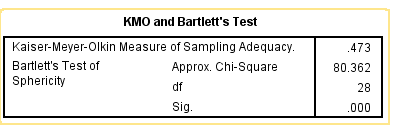 KMO and Bartlett's Test
Kaiser-Meyer-Olkin Measure of Sampling Adequacy. .473
Bartlett's Test of Sphericity Approx. Chi-Square 80.362
df 28
Sig. .000